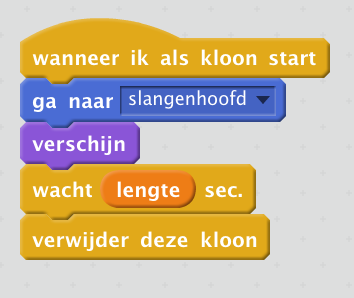 wanneer ik als kloon start
ga naar slangenhoofd
verschijn
wacht lengte sec.
verwijder deze kloon